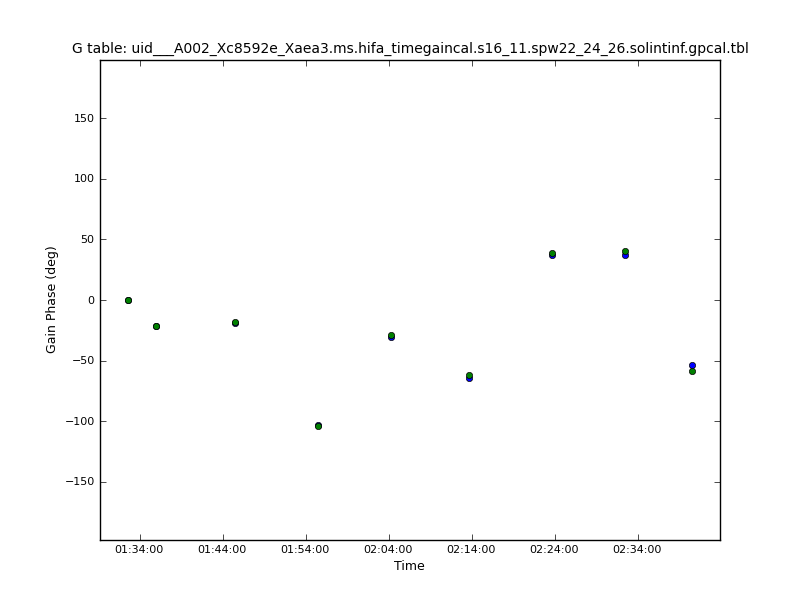 G table: uid___A002_Xc8592e_Xaea3.ms.hifa_timegaincal.s16_11.spw22_24_26.solintinf.gpcal.tbl
150
100
50
0
−50
−100
−150
Gain Phase (deg)
01:34:00 01:44:00 01:54:00 02:04:00 02:14:00 02:24:00 02:34:00
Time